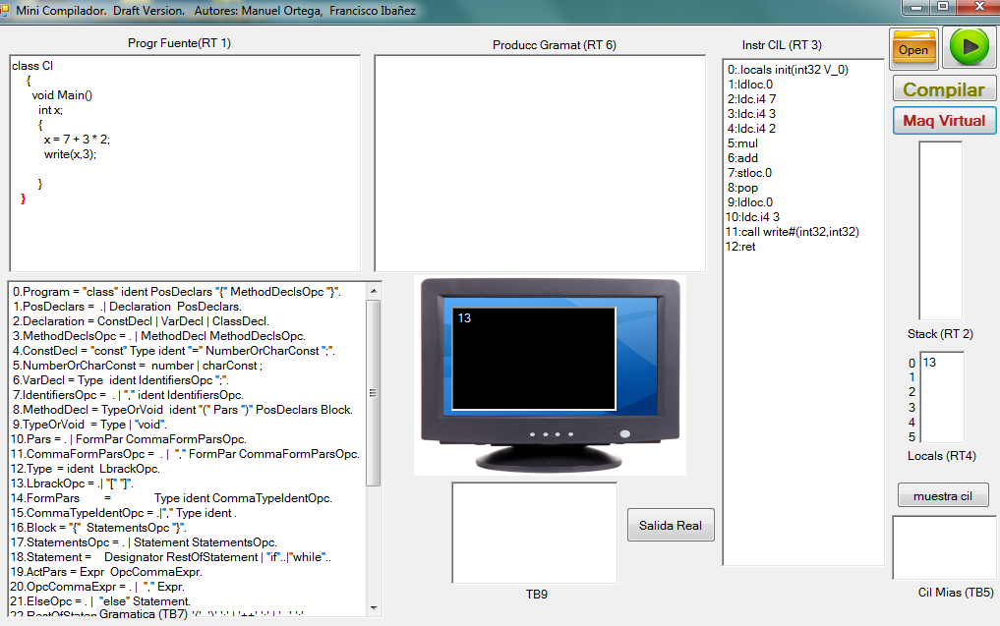 Mini Compilador. Draft Version. Autores: Manuel Ortega, Francisco Ibañez
Progr Fuente(RT 1)
class Cl
{
void Main()
int x;
{
x = 7 + 3 * 2;
write(x,3);
}
}
Producc Gramat (RT 6)
Instr CIL (RT 3)
0:.locals init(int32 V_0)
1:ldloc.0
2:ldc.i4 7
3:ldc.i4 3
4:ldc.i4 2
5:mul
6:add
7:stloc.0
8:pop
9:ldloc.0
10:ldc.i4 3
11:call write#(int32,int32)
12:ret
Open
Compilar
Maq Virtual
Stack (RT 2)
0 13
1
2
3
4
5
Locals (RT4)
muestra cil
Cil Mias (TB5)
0.Program = "class" ident PosDeclars "{" MethodDeclsOpc "}".
1.PosDeclars = .| Declaration PosDeclars.
2.Declaration = ConstDecl | VarDecl | ClassDecl.
3.MethodDeclsOpc = . | MethodDecl MethodDeclsOpc.
4.ConstDecl = "const" Type ident "=" NumberOrCharConst ";".
5.NumberOrCharConst = number | charConst ;
6.VarDecl = Type ident IdentifiersOpc ";".
7.IdentifiersOpc = . | "," ident IdentifiersOpc.
8.MethodDecl = TypeOrVoid ident "(" Pars ")" PosDeclars Block.
9.TypeOrVoid = Type | "void".
10.Pars = . | FormPar CommaFormParsOpc.
11.CommaFormParsOpc = . | "," FormPar CommaFormParsOpc.
12.Type = ident LbrackOpc.
13.LbrackOpc = .| "[" "]".
14.FormPars = Type ident CommaTypeIdentOpc.
15.CommaTypeIdentOpc = .|"," Type ident .
16.Block = "{" StatementsOpc "}".
17.StatementsOpc = . | Statement StatementsOpc.
18.Statement = Designator RestOfStatement | "if"..|"while"..
19.ActPars = Expr OpcCommaExpr.
20.OpcCommaExpr = . | "," Expr.
21.ElseOpc = . | "else" Statement.
Gramatica (TB7)
13
Salida Real
TB9